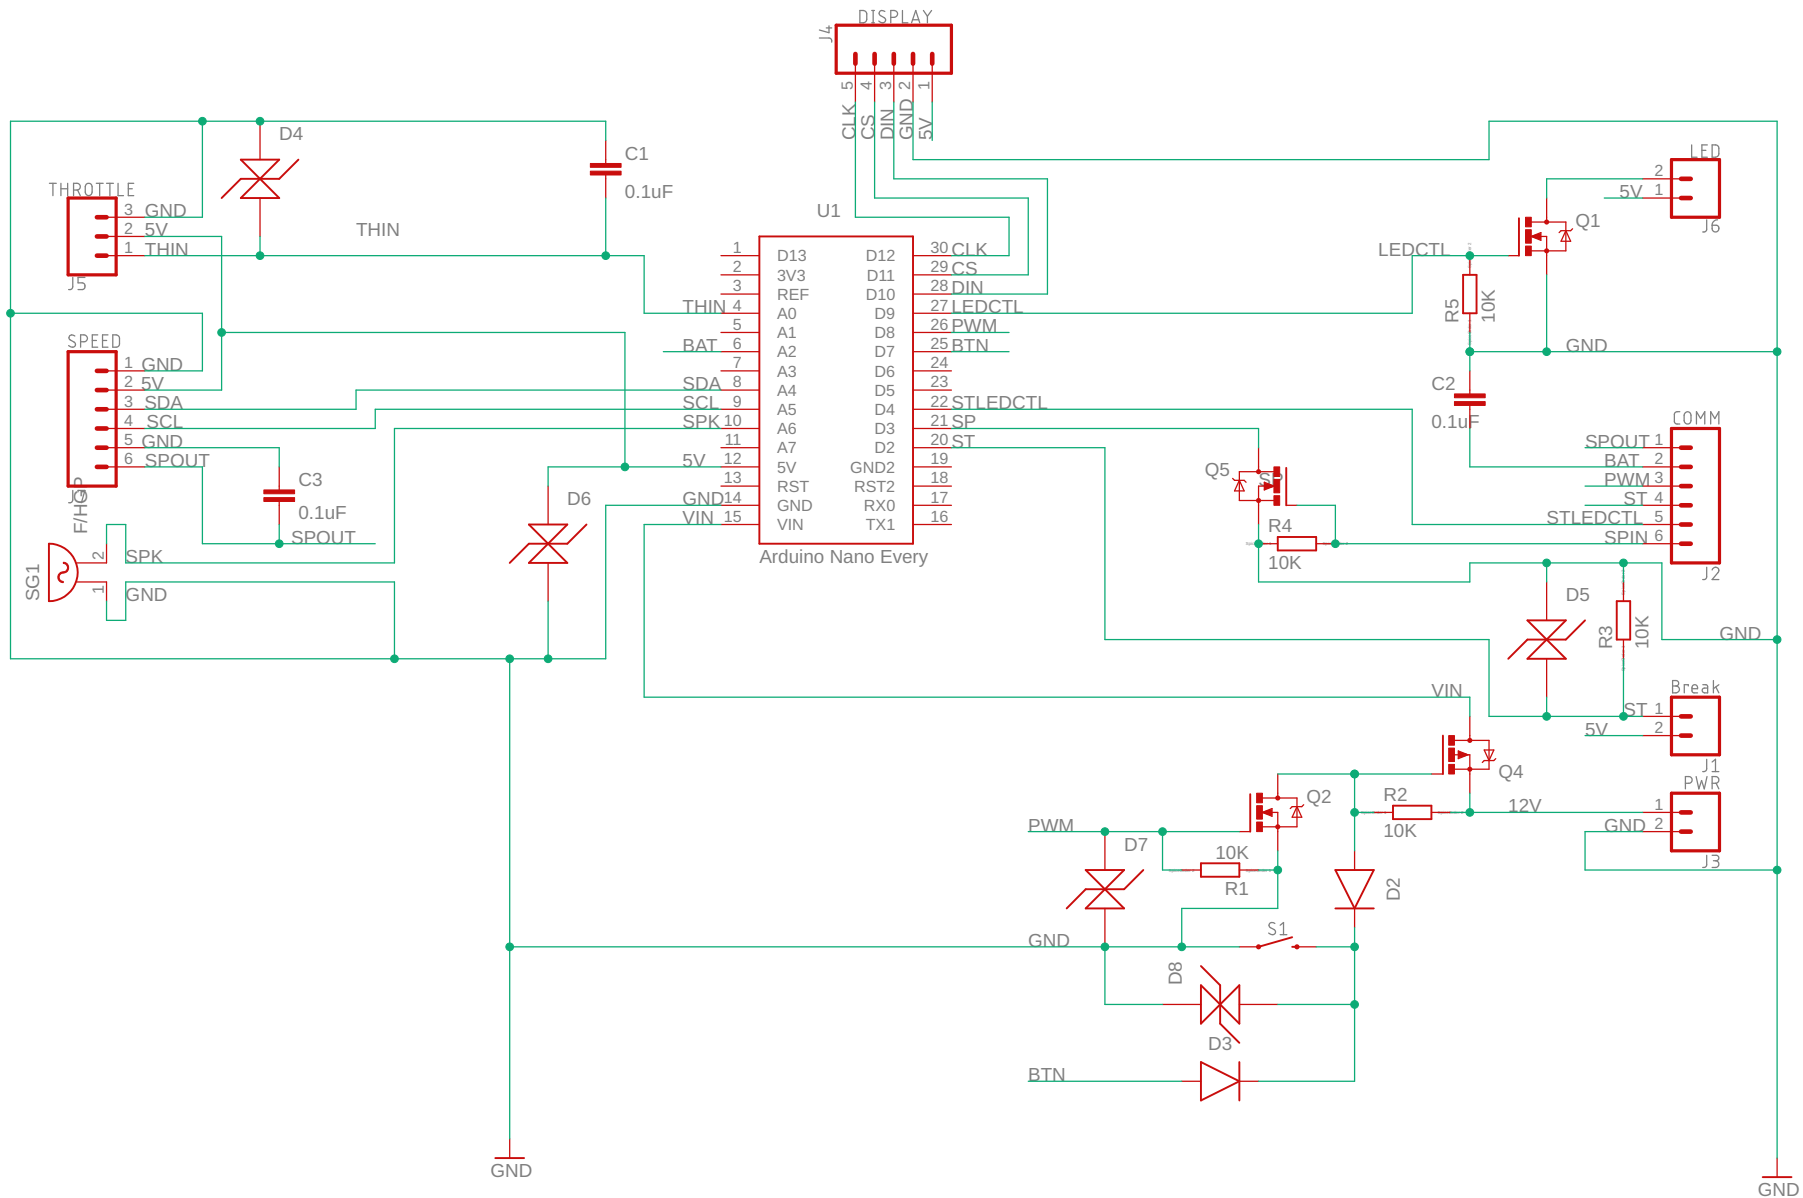 DISPLAY
J4
5 4 3 2 1
CLK CS DIN GND 5V
D4
C1
0.1uF
THROTTLE
3 GND
2 5V
1 THIN
J5
THIN
U1
1 D13
2 3V3
3 REF
THIN 4 A0
5 A1
BAT 6 A2
7 A3
SDA 8 A4
SCL 9 A5
SPK 10 A6
11 A7
5V 12 5V
13 RST
GND 14 GND
VIN 15 VIN
D12 30 CLK
D11 29 CS
D10 28 DIN
D9 27 LEDCTL
D8 26 PWM
D7 25 BTN
D6 24
D5 23
D4 22 STLEDCTL
D3 21 SP
D2 20 ST
GND2 19
RST2 18
RX0 17
TX1 16
Arduino Nano Every
SPEED
1 GND
2 5V
3 SDA
4 SCL
5 GND
6 SPOUT
C3
0.1uF
SPOUT
D6
SG1
2 SPK
1 GND
LED
2
5V 1
J6
Q1
LEDCTL
R5
10K
GND
C2
0.1uF
COMM
SPOUT 1
BAT 2
PWM 3
ST 4
STLEDCTL 5
SPIN 6
J2
Q5
R4
10K
D5
R3
10K
GND
Break
ST 1
5V 2
J1
VIN
Q4
PWR
12V 1
GND 2
J3
R2
10K
Q2
PWM
D7
10K
R1
D2
GND
S1
D8
D3
BTN
GND
GND